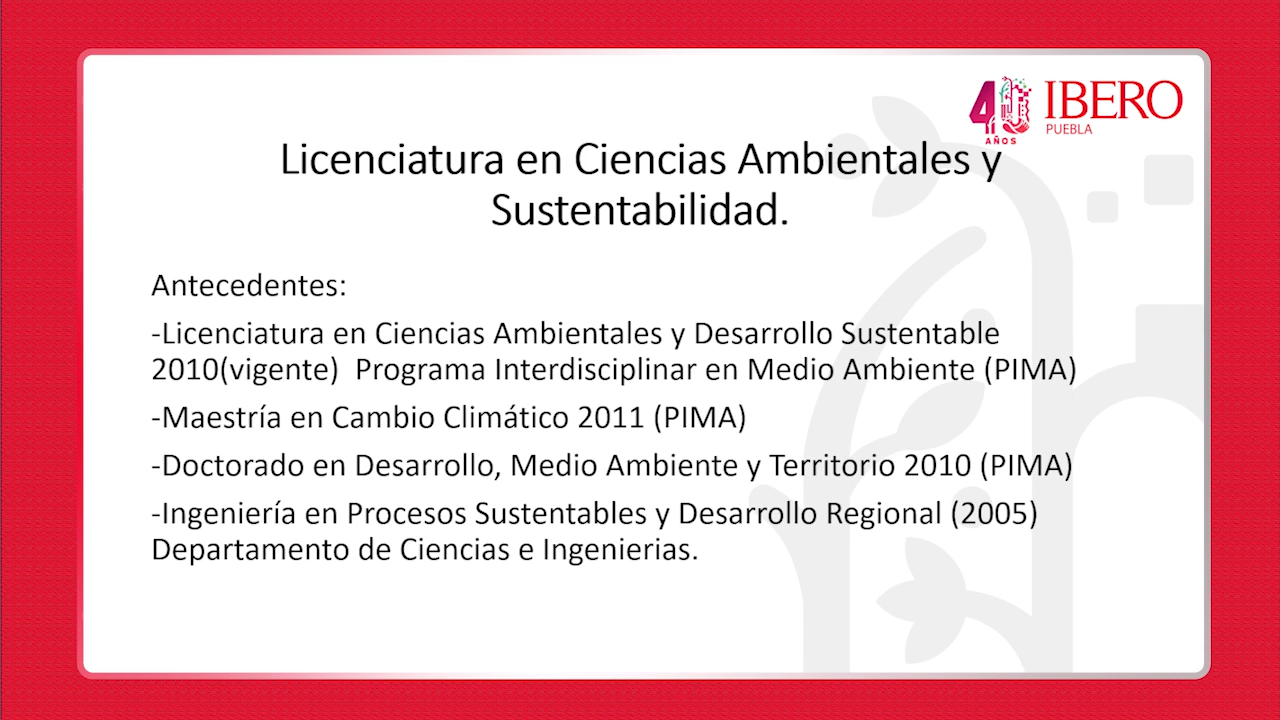 40 AÑOS
IBERO
PUEBLA
Licenciatura en Ciencias Ambientales y
Sustentabilidad.
Antecedentes:
-Licenciatura en Ciencias Ambientales y Desarrollo Sustentable
2010(vigente)  Programa Interdisciplinar en Medio Ambiente (PIMA)
-Maestría en Cambio Climático 2011 (PIMA)
-Doctorado en Desarrollo, Medio Ambiente y Territorio 2010 (PIMA)
-Ingeniería en Procesos Sustentables y Desarrollo Regional (2005)
Departamento de Ciencias e Ingenierias.